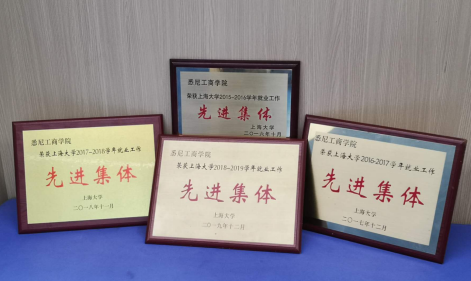 悉尼工商学院
荣获上海大学2015-2016学年就业工作
先进集体
上海大学
二〇一六年十月
悉尼工商学院
荣获上海大学2017-2018学年就业工作
先进集体
上海大学
二〇一八年十一月
悉尼工商学院
荣获上海大学2018-2019学年就业工作
先进集体
上海大学
二〇一九年十二月
悉尼工商学院
荣获上海大学2016-2017学年就业工作
先进集体
上海大学
二〇一七年十二月